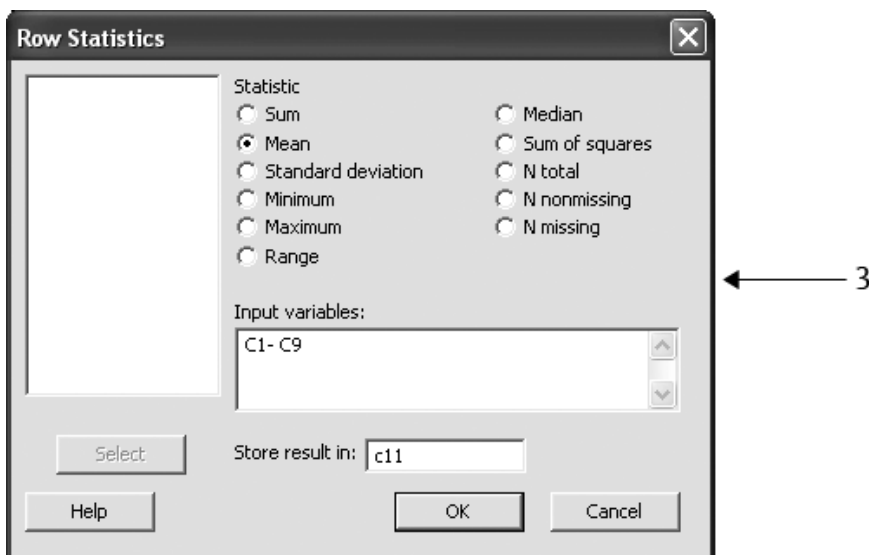 Row Statistics
Statistic
Sum
Median
Mean
Sum of squares
Standard deviation
N total
Minimum
N nonmissing
Maximum
N missing
Range
3
Input variables:
C1- C9
Select
Store result in: c11
Help
OK
Cancel